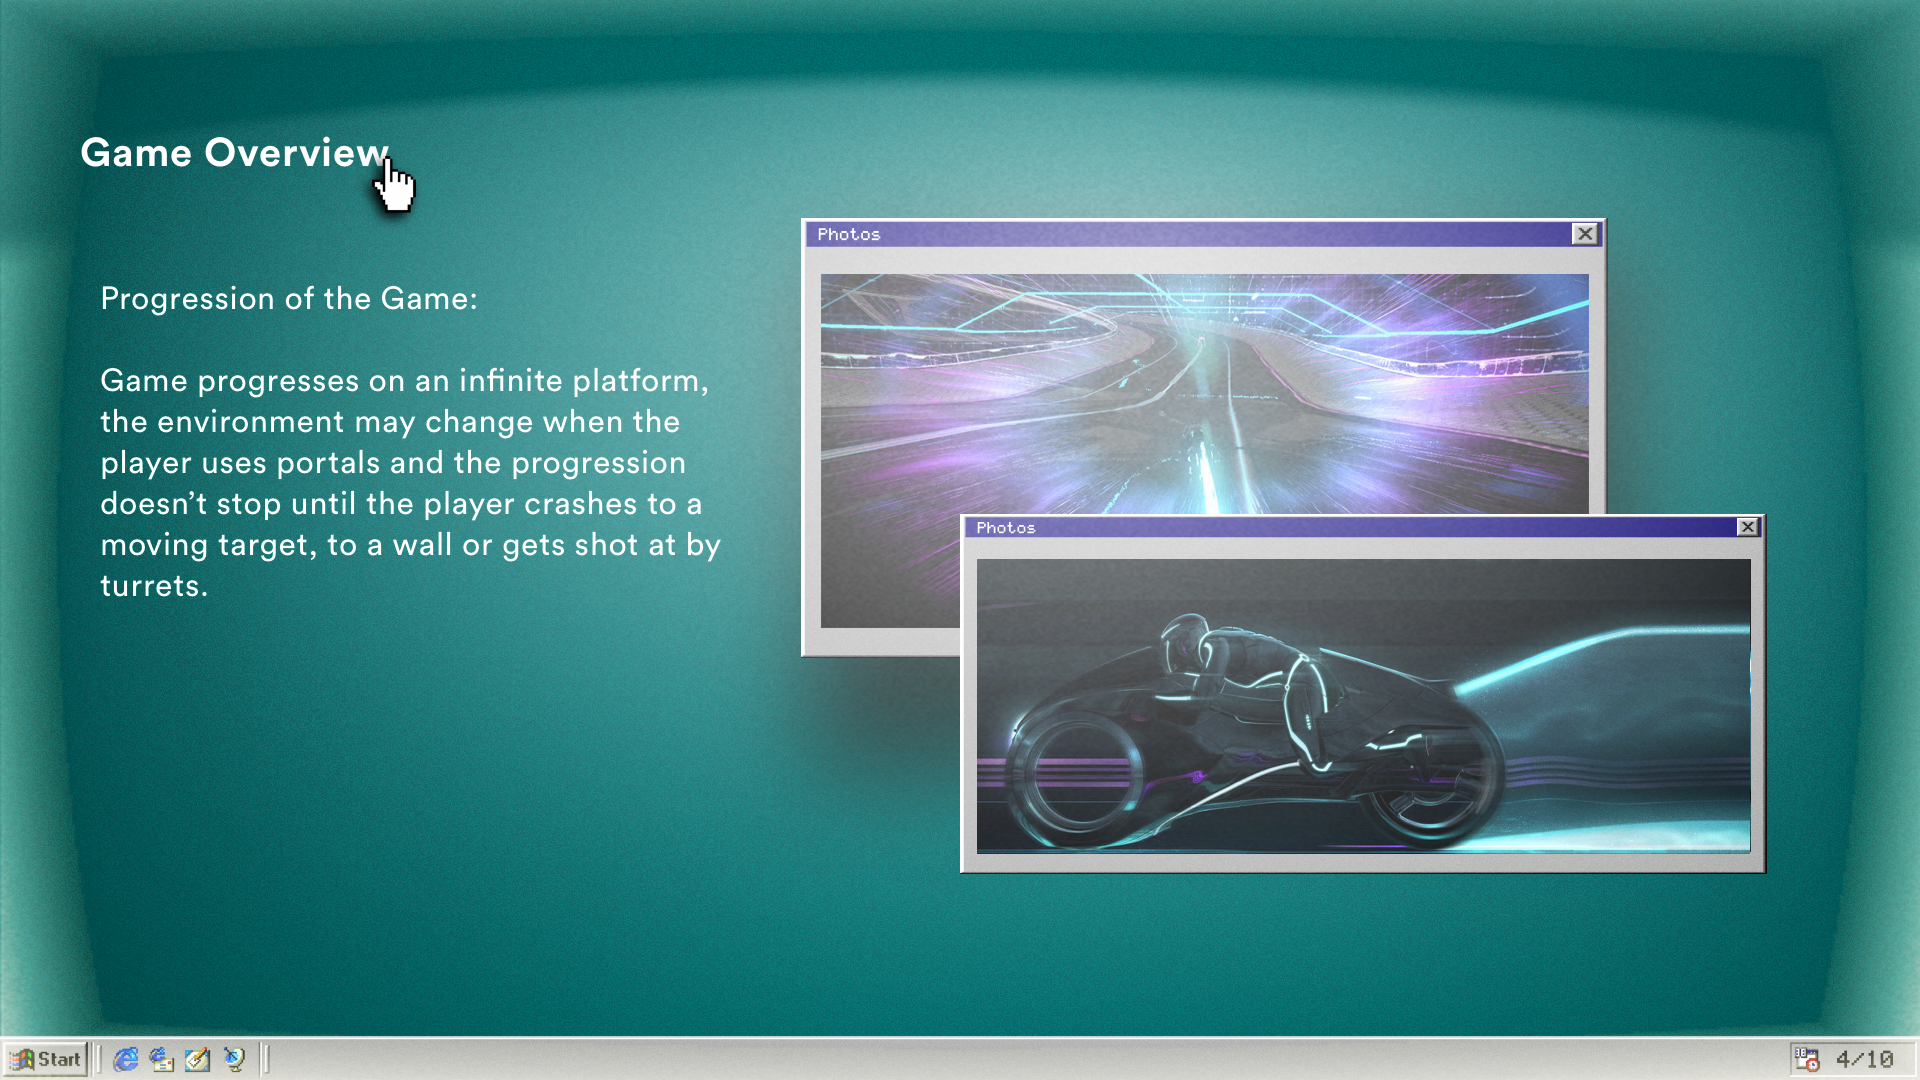 Game Overview
Progression of the Game:
Game progresses on an infinite platform,
the environment may change when the
player uses portals and the progression
doesn’t stop until the player crashes to a
moving target, to a wall or gets shot at by
turrets.
Photos
Photos
Start
4/10